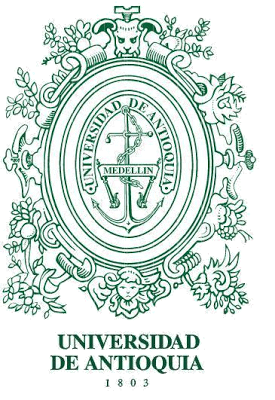 UNIVERSIDAD DE ANTIOQUIA
MEDELLIN
UNIVERSIDAD
DE ANTIOQUIA
1803